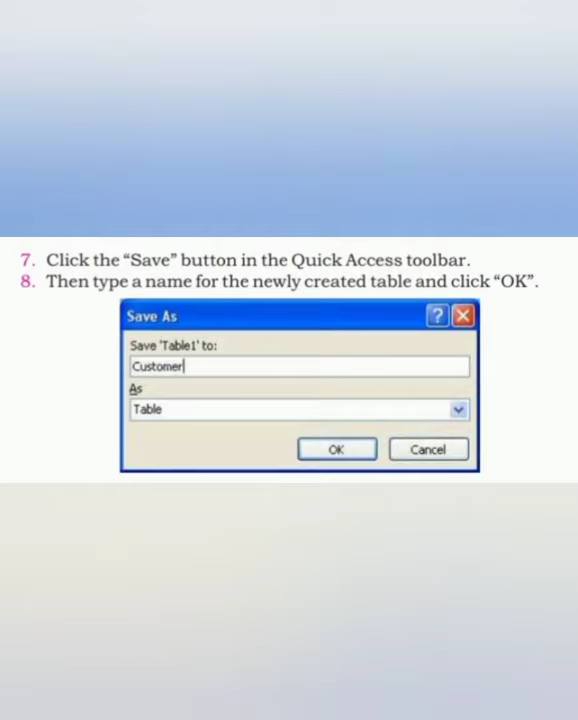 7. Click the “Save” button in the Quick Access toolbar.
8. Then type a name for the newly created table and click “OK”.
Save As
Save 'Table1' to:
Customer
As
Table
OK Cancel